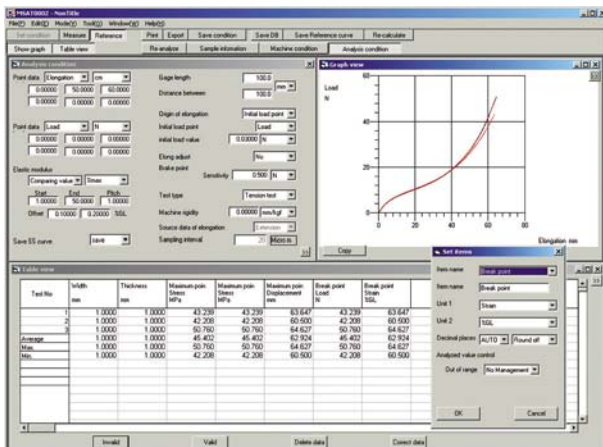 MSAT0002 - NonTitle
File(F) Edit(E) Mode(M) Tool(O) Window(W) Help(H)
Set condition Measure Reference Print Export Save condition Save DB Save Reference curve Re-calculate
Show graph Table view Re-analyse Sample infomation Machine condition Analysis condition
Analysis condition
Point data Elongation cm
0.00000 50.0000 60.0000
0.00000 0.00000 0.00000
Point data Load N
0.00000 0.00000 0.00000
0.00000 0.00000 0.00000
Elastic modulus
Comparing value %max
Start End Pitch
1.00000 50.0000 1.00000
Offset 0.10000 0.20000 %GL
Save SS curve save
Gage length 100.0
Distance between 100.0 mm
Origin of elongation Initial load point
Initial load point Load
Initial load value 0.03000 N
Elong adjust No
Brake point
Sensitivity 0.500 N
Test type Tension test
Machine rigidity 0.00000 mm/kgf
Source data of elongation Extension
Sampling interval 20 Micro m
Graph view
Load
N
60
40
20
0
0 20 40 60 80
Elongation mm
Copy
Table view
Test No Width mm Thickness mm Maximum poin Stress MPa Maximum poin Stress MPa Maximum poin Displacement mm Break point Load N Break point Strain %GL
1 1.0000 1.0000 43.239 43.239 63.647 43.239 63.647
2 1.0000 1.0000 42.208 42.208 60.500 42.208 60.500
3 1.0000 1.0000 50.760 50.760 64.627 50.760 64.627
Average 1.0000 1.0000 45.402 45.402 62.924 45.402 62.924
Max. 1.0000 1.0000 50.760 50.760 64.627 50.760 64.627
Min. 1.0000 1.0000 42.208 42.208 60.500 42.208 60.500
Invalid Valid Delete data Correct data
Set items
Item name Break point
Item name Break point
Unit 1 Strain
Unit 2 %GL
Decimal places AUTO Round off
Analyzed value control
Out of range No Management
OK Cancel